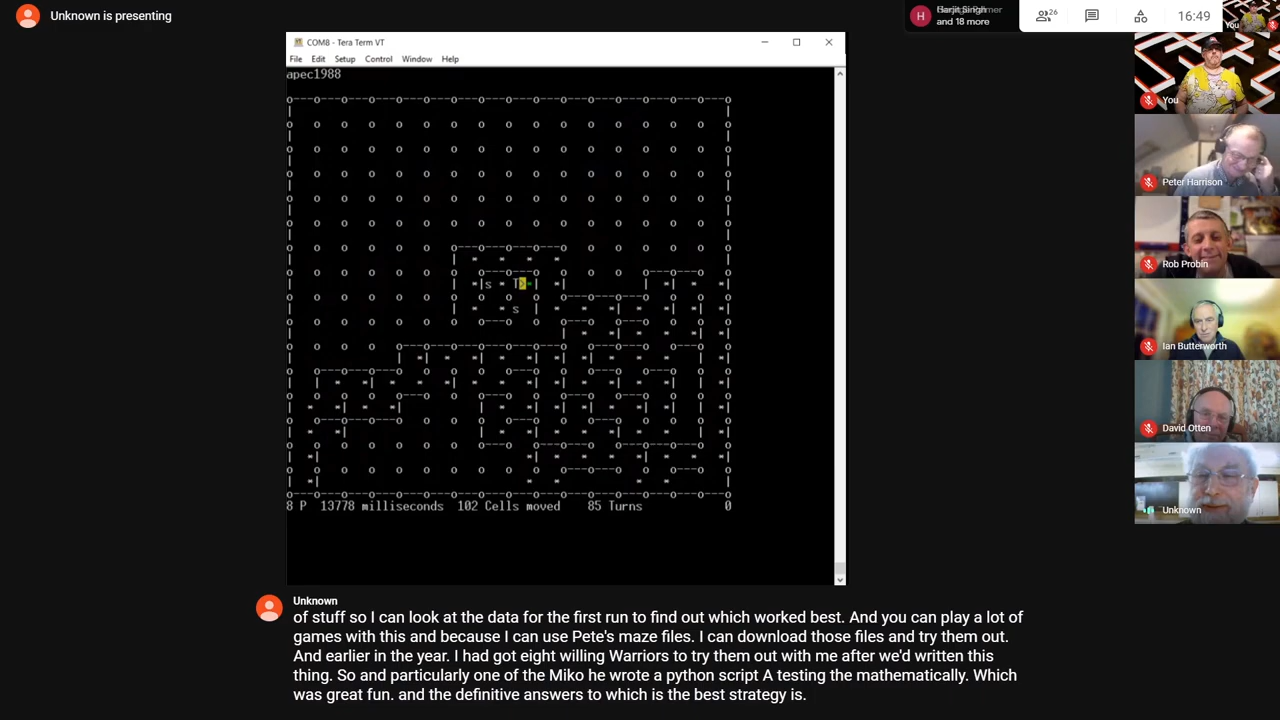 Unknown is presenting
H
and 18 more
26
16:49
You
COM8 - Tera Term VT
File Edit Setup Control Window Help
apec1988
s
T
s
8 P 13778 milliseconds 102 Cells moved 85 Turns 0
You
Peter Harrison
Rob Probin
Ian Butterworth
David Otten
Unknown
Unknown
of stuff so I can look at the data for the first run to find out which worked best. And you can play a lot of
games with this and because I can use Pete's maze files. I can download those files and try them out.
And earlier in the year. I had got eight willing Warriors to try them out with me after we'd written this
thing. So and particularly one of the Miko he wrote a python script A testing the mathematically. Which
was great fun. and the definitive answers to which is the best strategy is.